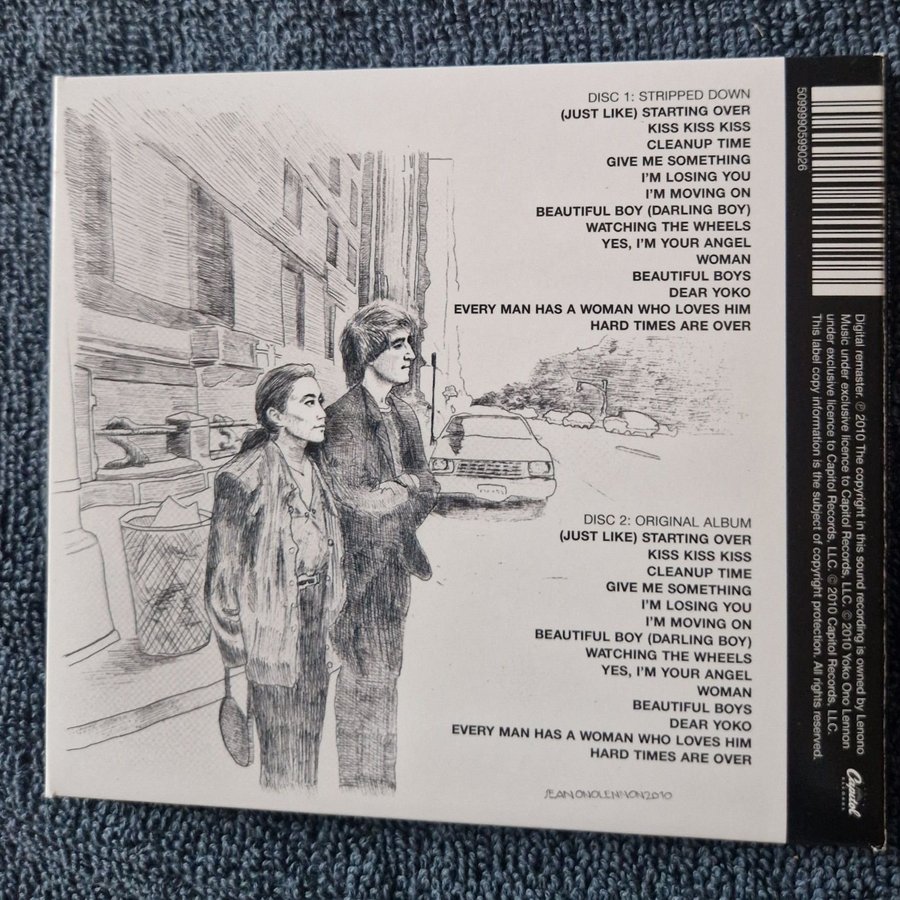 DISC 1: STRIPPED DOWN
(JUST LIKE) STARTING OVER
KISS KISS KISS
CLEANUP TIME
GIVE ME SOMETHING
I'M LOSING YOU
I'M MOVING ON
BEAUTIFUL BOY (DARLING BOY)
WATCHING THE WHEELS
YES, I'M YOUR ANGEL
WOMAN
BEAUTIFUL BOYS
DEAR YOKO
EVERY MAN HAS A WOMAN WHO LOVES HIM
HARD TIMES ARE OVER
DISC 2: ORIGINAL ALBUM
(JUST LIKE) STARTING OVER
KISS KISS KISS
CLEANUP TIME
GIVE ME SOMETHING
I'M LOSING YOU
I'M MOVING ON
BEAUTIFUL BOY (DARLING BOY)
WATCHING THE WHEELS
YES, I'M YOUR ANGEL
WOMAN
BEAUTIFUL BOYS
DEAR YOKO
EVERY MAN HAS A WOMAN WHO LOVES HIM
HARD TIMES ARE OVER
SEAN ONO LENNON 2010
5099990599026
Digital remaster. ℗ 2010 The copyright in this sound recording is owned by Lenono
Music under exclusive licence to Capitol Records, LLC. © 2010 Yoko Ono Lennon
under exclusive licence to Capitol Records, LLC. © 2010 Capitol Records, LLC.
This label copy information is the subject of copyright protection. All rights reserved.
Capitol
RECORDS